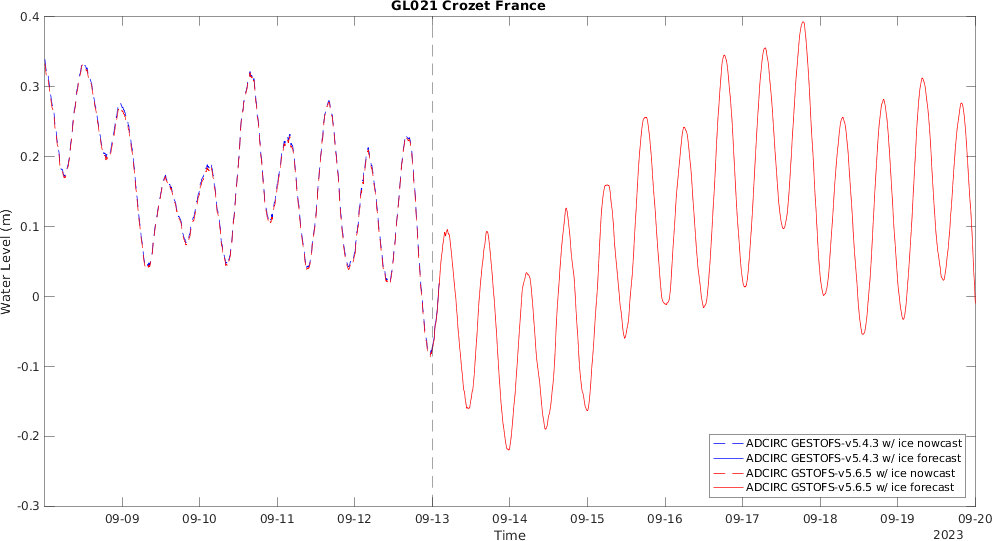 GL021 Crozet France
0.4
0.3
0.2
0.1
0
-0.1
-0.2
-0.3
Water Level (m)
ADCIRC GESTOFS-v5.4.3 w/ ice nowcast
ADCIRC GESTOFS-v5.4.3 w/ ice forecast
ADCIRC GSTOFS-v5.6.5 w/ ice nowcast
ADCIRC GSTOFS-v5.6.5 w/ ice forecast
09-09 09-10 09-11 09-12 09-13 09-14 09-15 09-16 09-17 09-18 09-19 09-20
Time 2023